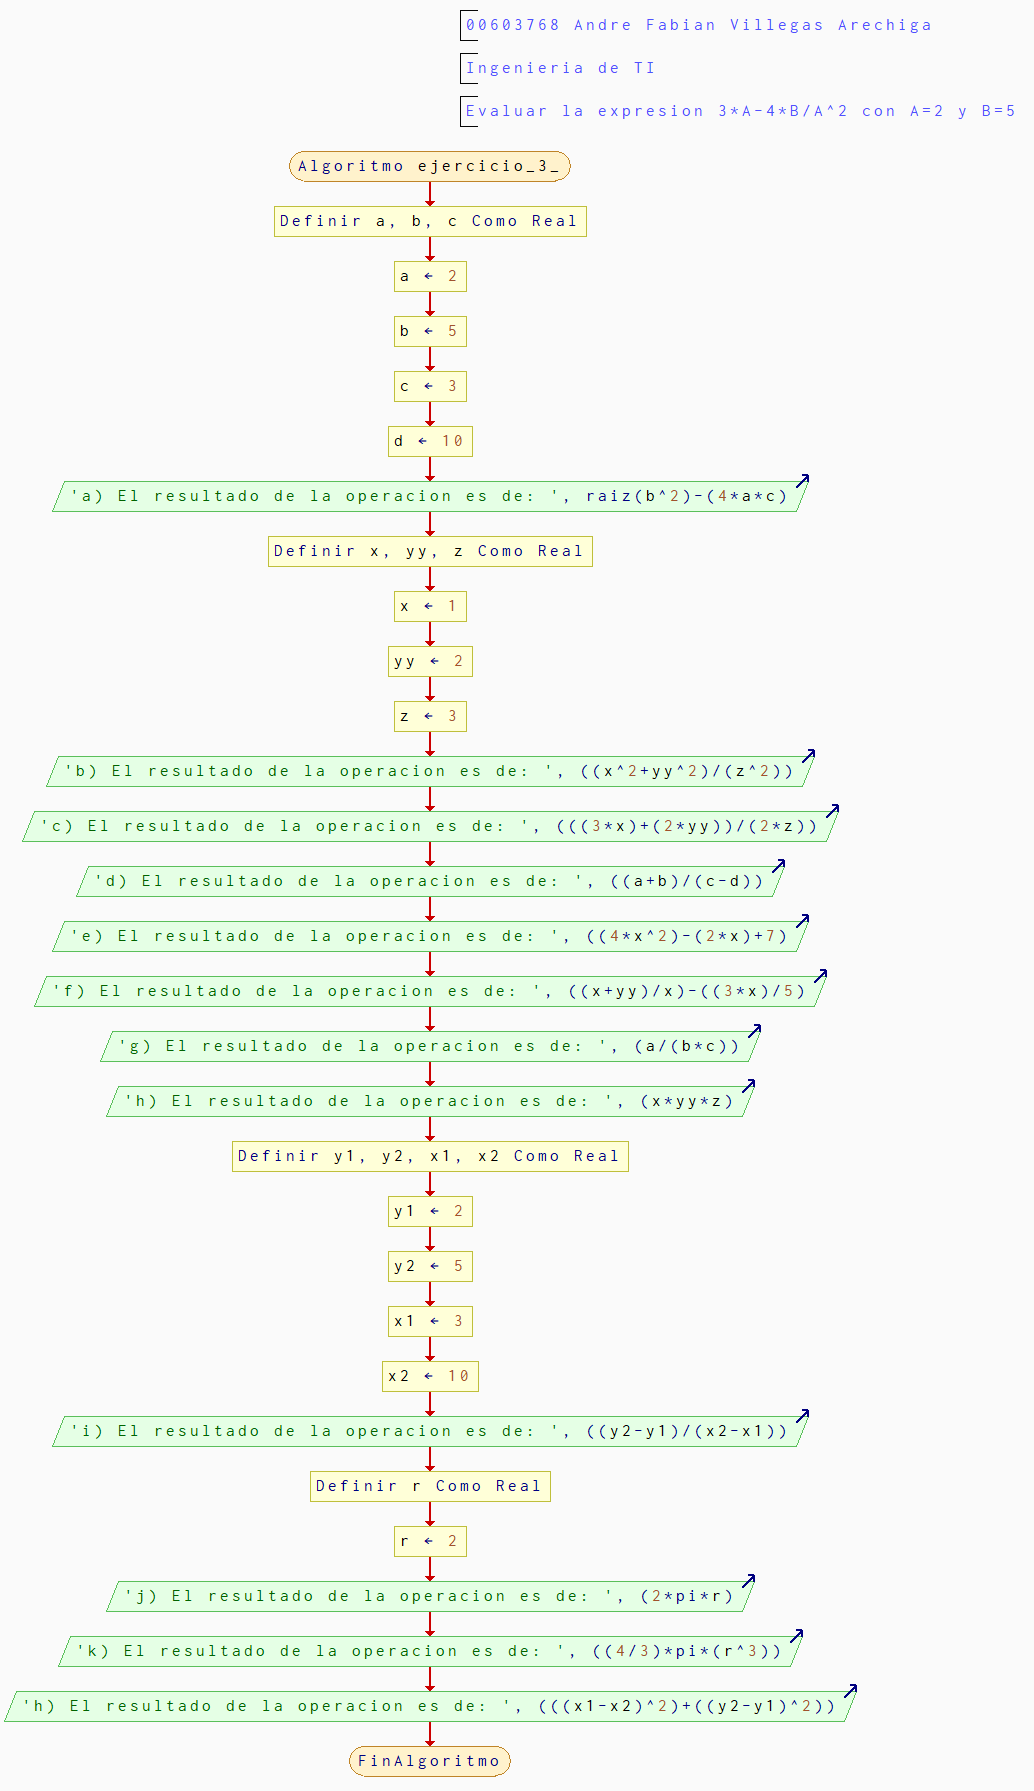 00603768 Andre Fabian Villegas Arechiga
Ingenieria de TI
Evaluar la expresion 3*A-4*B/A^2 con A=2 y B=5
Algoritmo ejercicio_3_
Definir a, b, c Como Real
a ← 2
b ← 5
c ← 3
d ← 10
'a) El resultado de la operacion es de: ', raiz(b^2)-(4*a*c)
Definir x, yy, z Como Real
x ← 1
yy ← 2
z ← 3
'b) El resultado de la operacion es de: ', ((x^2+yy^2)/(z^2))
'c) El resultado de la operacion es de: ', (((3*x)+(2*yy))/(2*z))
'd) El resultado de la operacion es de: ', ((a+b)/(c-d))
'e) El resultado de la operacion es de: ', ((4*x^2)-(2*x)+7)
'f) El resultado de la operacion es de: ', ((x+yy)/x)-((3*x)/5)
'g) El resultado de la operacion es de: ', (a/(b*c))
'h) El resultado de la operacion es de: ', (x*yy*z)
Definir y1, y2, x1, x2 Como Real
y1 ← 2
y2 ← 5
x1 ← 3
x2 ← 10
'i) El resultado de la operacion es de: ', ((y2-y1)/(x2-x1))
Definir r Como Real
r ← 2
'j) El resultado de la operacion es de: ', (2*pi*r)
'k) El resultado de la operacion es de: ', ((4/3)*pi*(r^3))
'h) El resultado de la operacion es de: ', (((x1-x2)^2)+((y2-y1)^2))
FinAlgoritmo